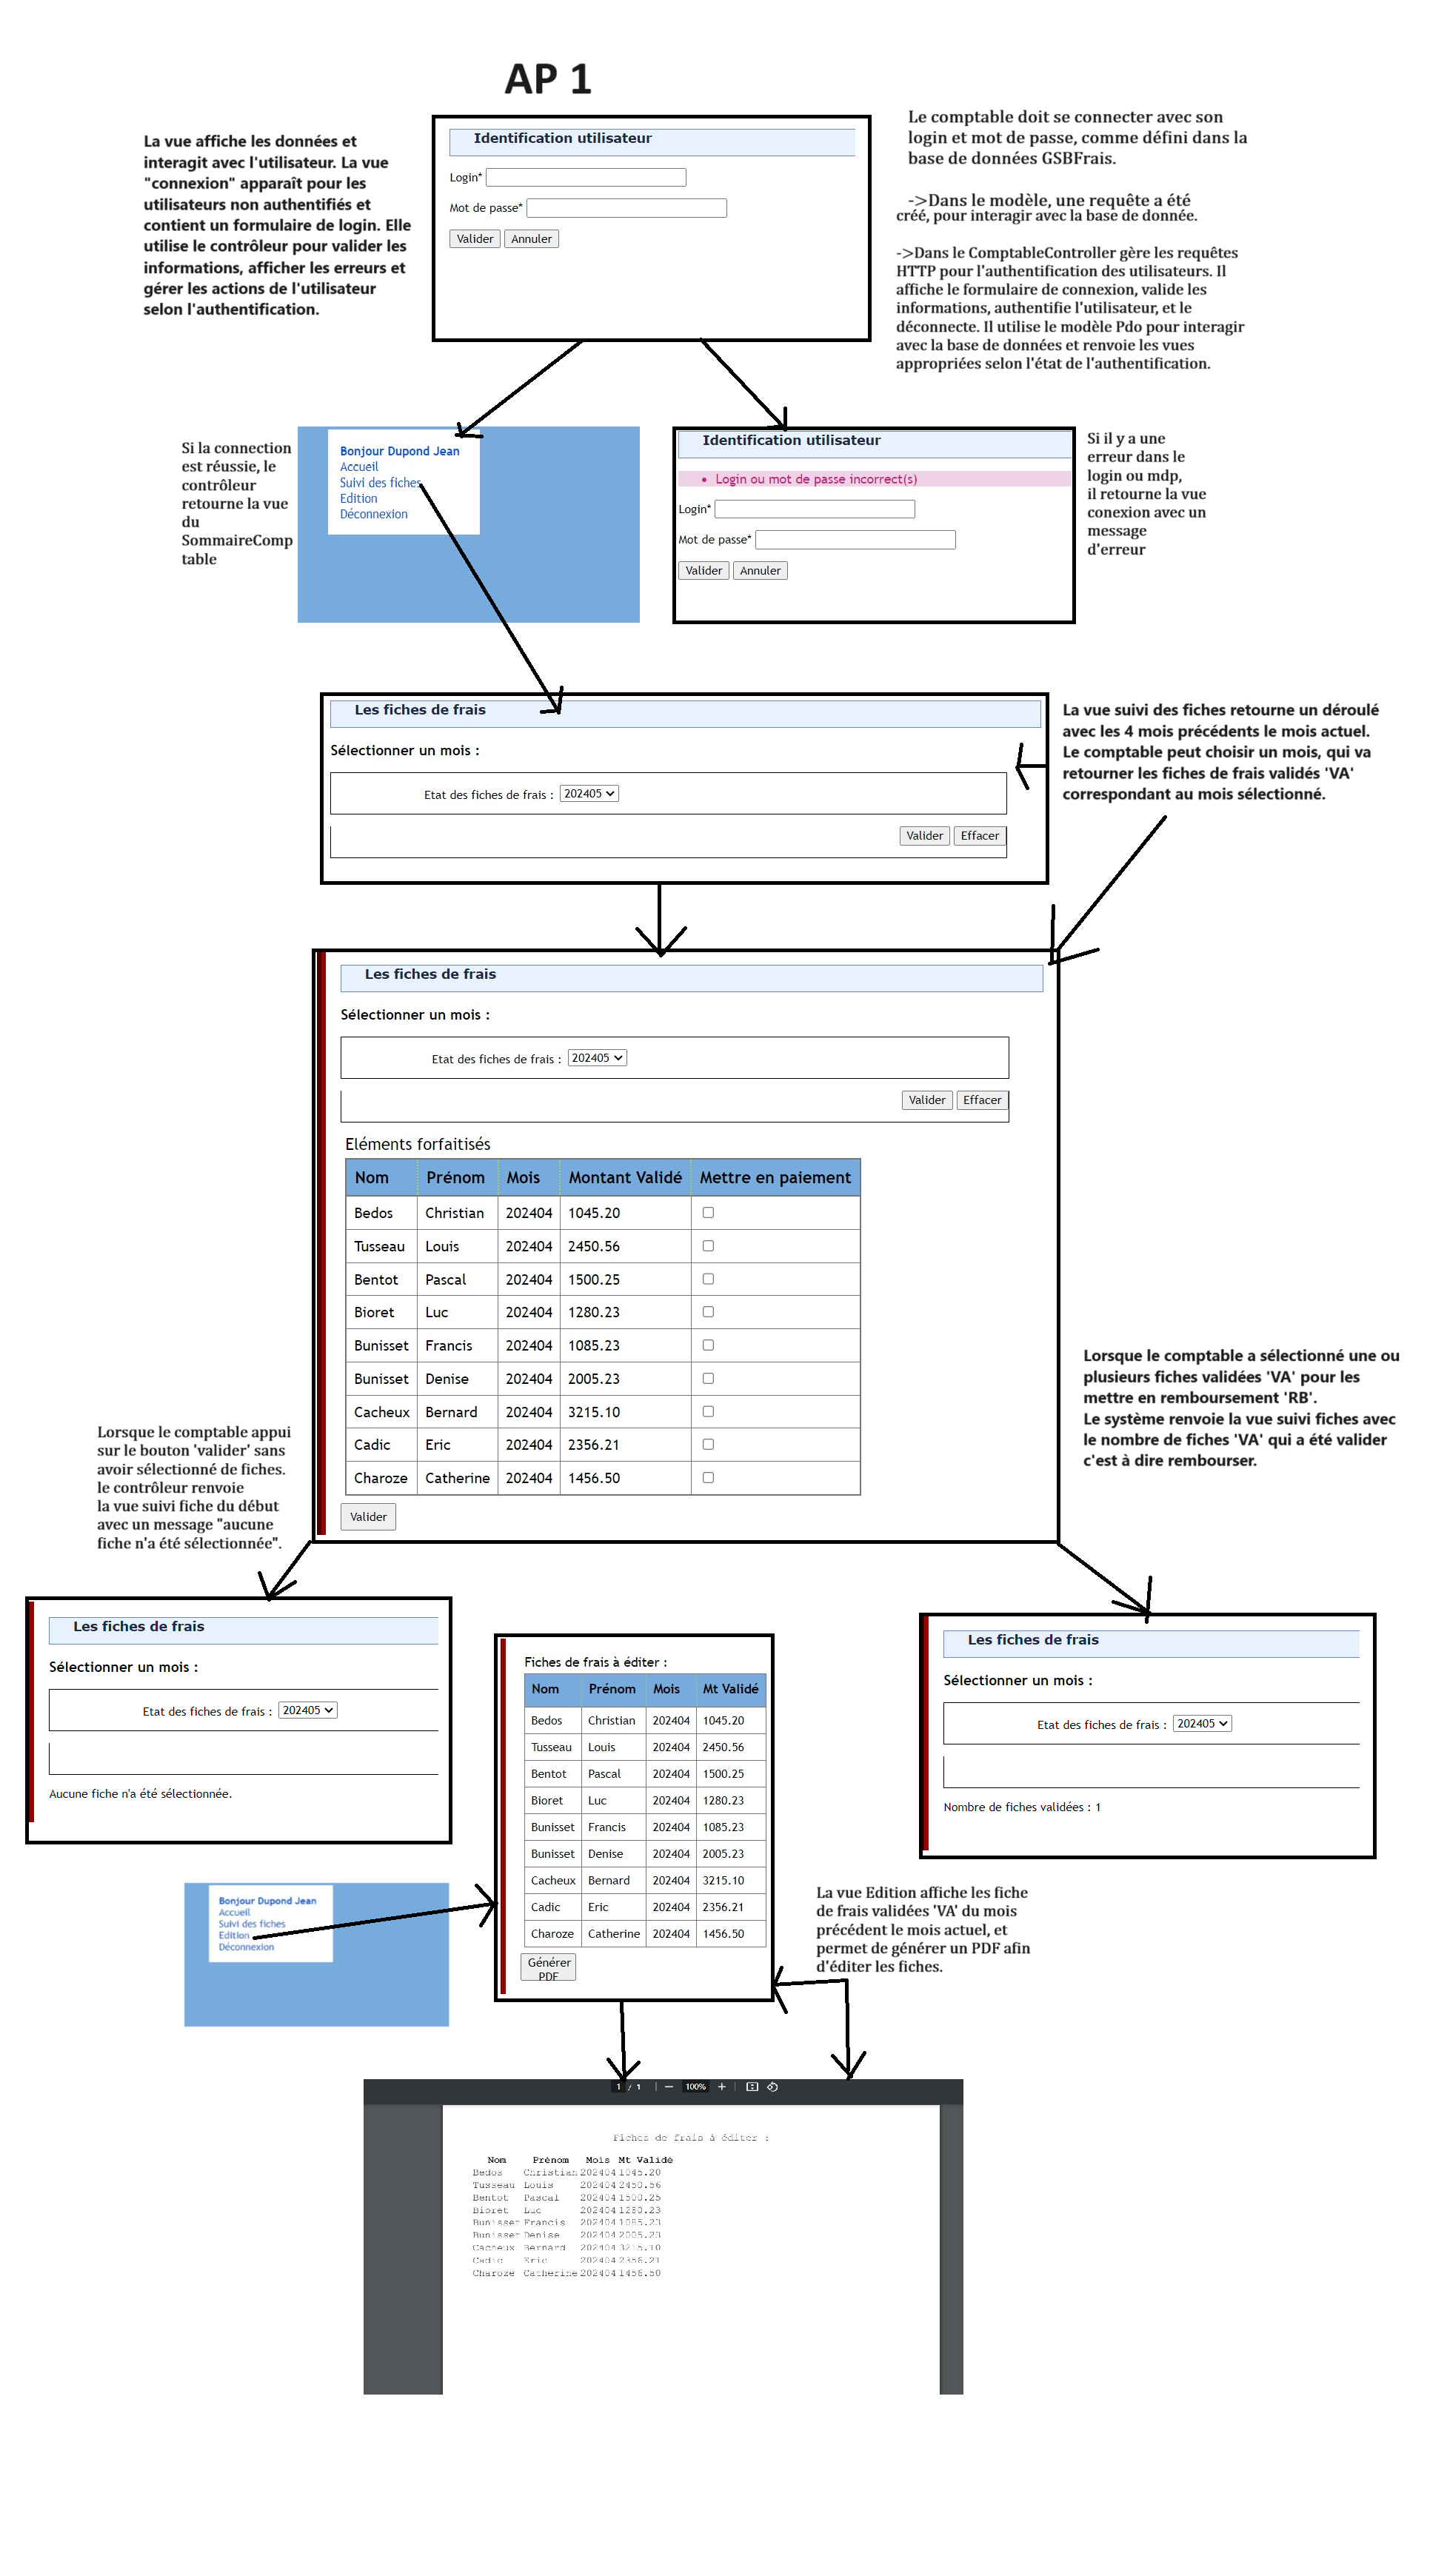 AP 1
La vue affiche les données et
interagit avec l'utilisateur. La vue
"connexion" apparaît pour les
utilisateurs non authentifiés et
contient un formulaire de login. Elle
utilise le contrôleur pour valider les
informations, afficher les erreurs et
gérer les actions de l'utilisateur
selon l'authentification.
Identification utilisateur
Login*
Mot de passe*
Valider Annuler
Le comptable doit se connecter avec son
login et mot de passe, comme défini dans la
base de données GSBFrais.
->Dans le modèle, une requête a été
créé, pour interagir avec la base de donnée.
->Dans le ComptableController gère les requêtes
HTTP pour l'authentification des utilisateurs. Il
affiche le formulaire de connexion, valide les
informations, authentifie l'utilisateur, et le
déconnecte. Il utilise le modèle Pdo pour interagir
avec la base de données et renvoie les vues
appropriées selon l'état de l'authentification.
Si la connection
est réussie, le
contrôleur
retourne la vue
du
SommaireComp
table
Bonjour Dupond Jean
Accueil
Suivi des fiches
Edition
Déconnexion
Identification utilisateur
• Login ou mot de passe incorrect(s)
Login*
Mot de passe*
Valider Annuler
Si il y a une
erreur dans le
login ou mdp,
il retourne la vue
conexion avec un
message
d'erreur
Les fiches de frais
Sélectionner un mois :
Etat des fiches de frais : 202405
Valider Effacer
La vue suivi des fiches retourne un déroulé
avec les 4 mois précédents le mois actuel.
Le comptable peut choisir un mois, qui va
retourner les fiches de frais validés 'VA'
correspondant au mois sélectionné.
Les fiches de frais
Sélectionner un mois :
Etat des fiches de frais : 202405
Valider Effacer
Eléments forfaitisés
Nom Prénom Mois Montant Validé Mettre en paiement
Bedos Christian 202404 1045.20
Tusseau Louis 202404 2450.56
Bentot Pascal 202404 1500.25
Bioret Luc 202404 1280.23
Bunisset Francis 202404 1085.23
Bunisset Denise 202404 2005.23
Cacheux Bernard 202404 3215.10
Cadic Eric 202404 2356.21
Charoze Catherine 202404 1456.50
Valider
Lorsque le comptable a sélectionné une ou
plusieurs fiches validées 'VA' pour les
mettre en remboursement 'RB'.
Le système renvoie la vue suivi fiches avec
le nombre de fiches 'VA' qui a été valider
c'est à dire rembourser.
Lorsque le comptable appui
sur le bouton 'valider' sans
avoir sélectionné de fiches.
le contrôleur renvoie
la vue suivi fiche du début
avec un message "aucune
fiche n'a été sélectionnée".
Les fiches de frais
Sélectionner un mois :
Etat des fiches de frais : 202405
Aucune fiche n'a été sélectionnée.
Fiches de frais à éditer :
Nom Prénom Mois Mt Validé
Bedos Christian 202404 1045.20
Tusseau Louis 202404 2450.56
Bentot Pascal 202404 1500.25
Bioret Luc 202404 1280.23
Bunisset Francis 202404 1085.23
Bunisset Denise 202404 2005.23
Cacheux Bernard 202404 3215.10
Cadic Eric 202404 2356.21
Charoze Catherine 202404 1456.50
Générer
PDF
Les fiches de frais
Sélectionner un mois :
Etat des fiches de frais : 202405
Nombre de fiches validées : 1
Bonjour Dupond Jean
Accueil
Suivi des fiches
Edition
Déconnexion
La vue Edition affiche les fiche
de frais validées 'VA' du mois
précédent le mois actuel, et
permet de générer un PDF afin
d'éditer les fiches.
1 / 1 | − 100% + |
Fiches de frais à éditer :
Nom Prénom Mois Mt Validé
Bedos Christian 202404 1045.20
Tusseau Louis 202404 2450.56
Bentot Pascal 202404 1500.25
Bioret Luc 202404 1280.23
Bunisset Francis 202404 1085.23
Bunisset Denise 202404 2005.23
Cacheux Bernard 202404 3215.10
Cadic Eric 202404 2356.21
Charoze Catherine 202404 1456.50